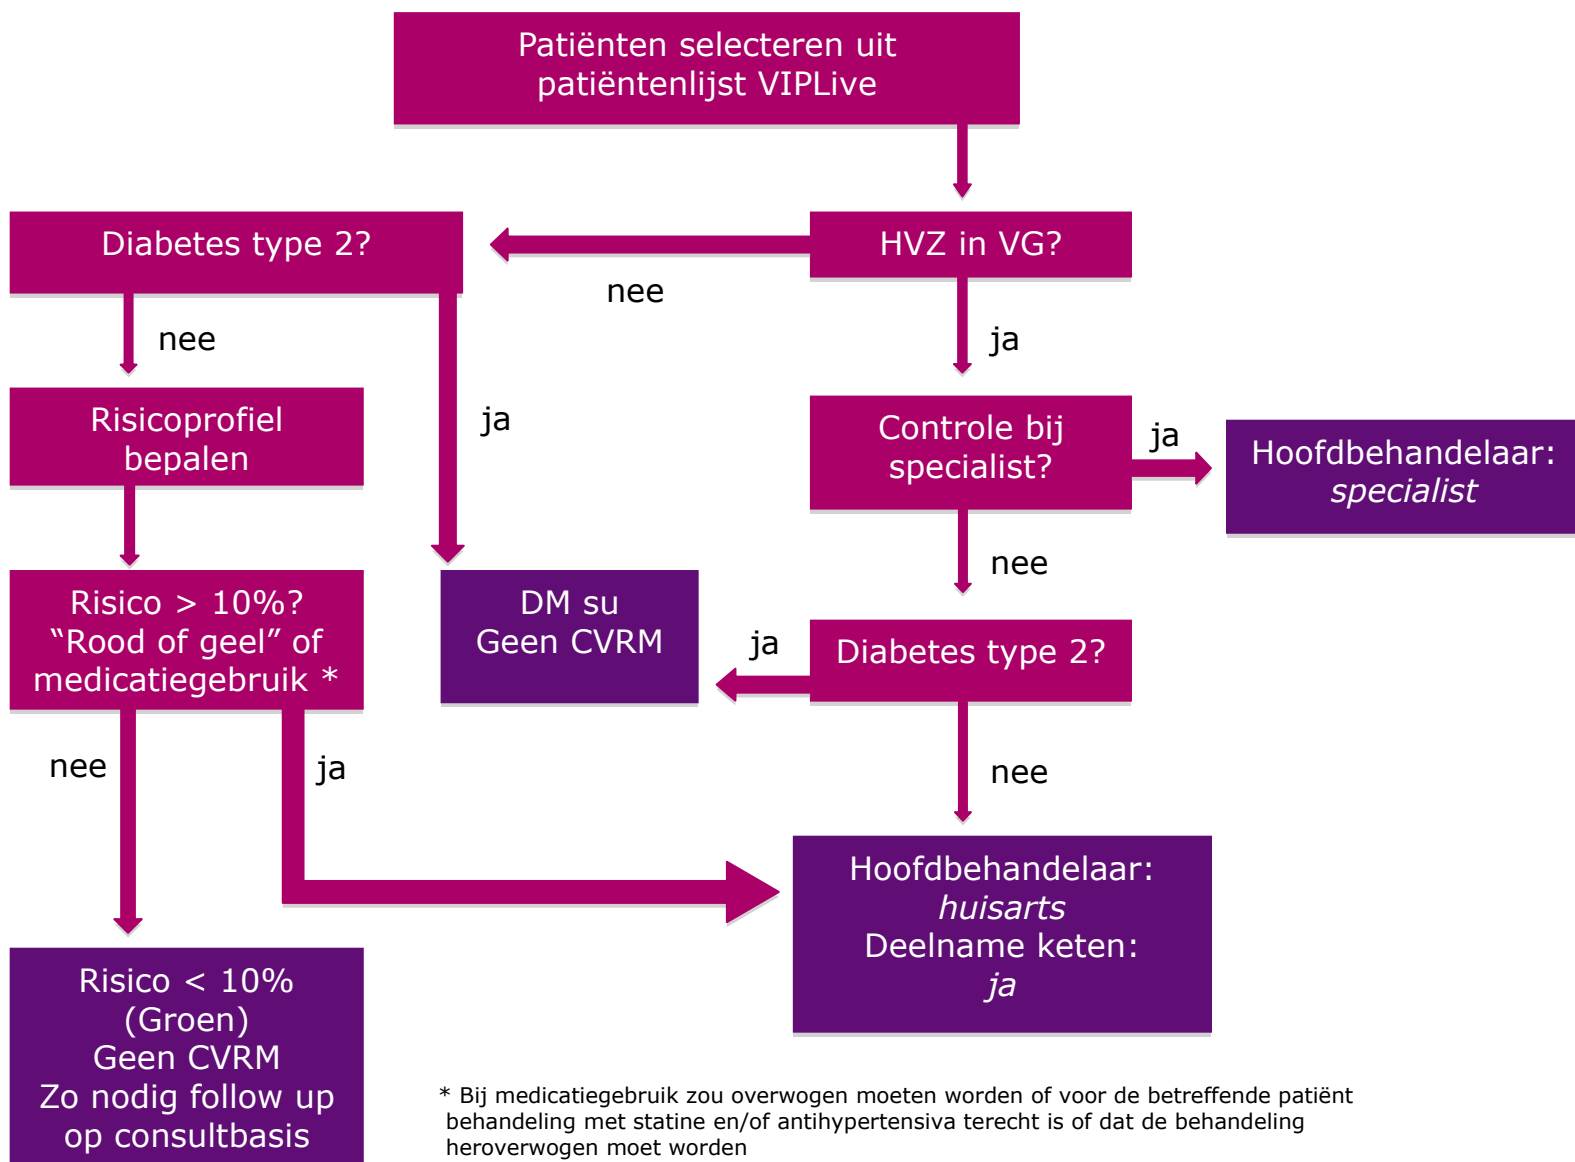 Patiënten selecteren uit
patiëntenlijst VIPLive
Diabetes type 2?
HVZ in VG?
nee
nee
ja
Risicoprofiel
bepalen
ja
Controle bij
specialist?
ja
Hoofdbehandelaar:
specialist
nee
Risico > 10%?
“Rood of geel” of
medicatiegebruik *
DM su
Geen CVRM
ja
Diabetes type 2?
nee
ja
nee
Hoofdbehandelaar:
huisarts
Deelname keten:
ja
Risico < 10%
(Groen)
Geen CVRM
Zo nodig follow up
op consultbasis
* Bij medicatiegebruik zou overwogen moeten worden of voor de betreffende patiënt
behandeling met statine en/of antihypertensiva terecht is of dat de behandeling
heroverwogen moet worden